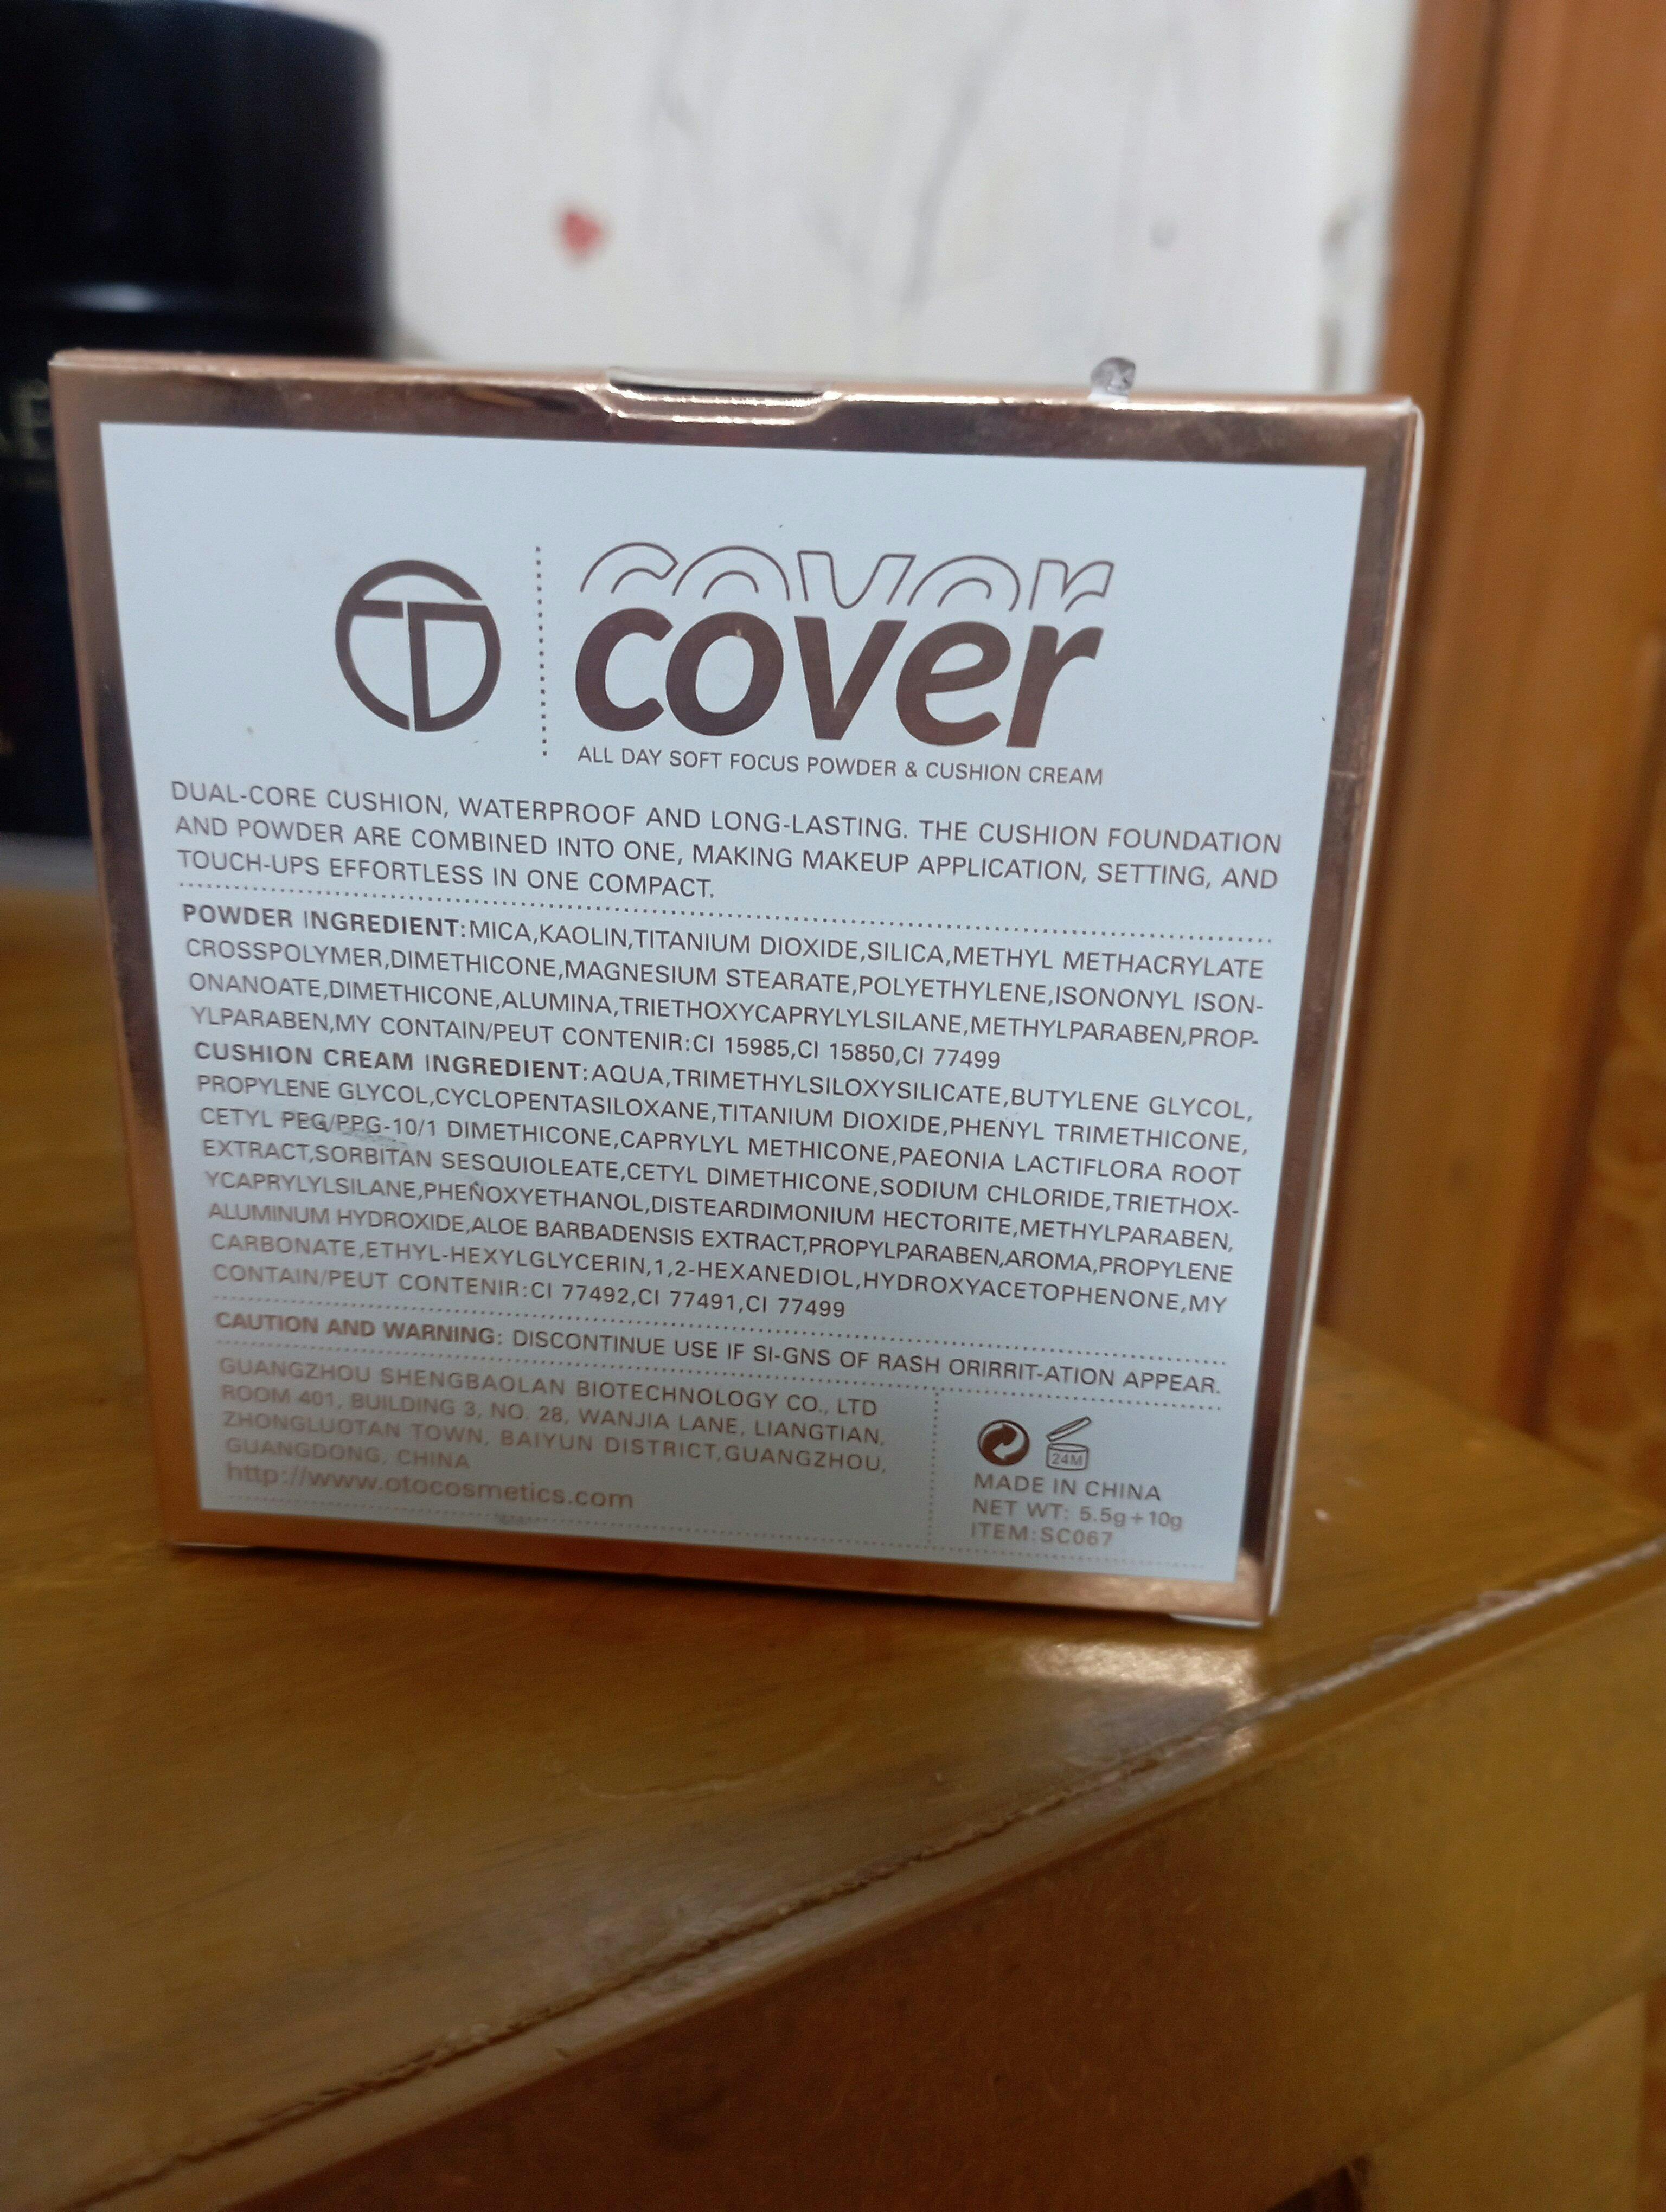 cover
cover
ALL DAY SOFT FOCUS POWDER & CUSHION CREAM
DUAL-CORE CUSHION, WATERPROOF AND LONG-LASTING. THE CUSHION FOUNDATION
AND POWDER ARE COMBINED INTO ONE, MAKING MAKEUP APPLICATION, SETTING, AND
TOUCH-UPS EFFORTLESS IN ONE COMPACT.
POWDER INGREDIENT:MICA,KAOLIN,TITANIUM DIOXIDE,SILICA,METHYL METHACRYLATE
CROSSPOLYMER,DIMETHICONE,MAGNESIUM STEARATE,POLYETHYLENE,ISONONYL ISON-
ONANOATE,DIMETHICONE,ALUMINA,TRIETHOXYCAPRYLYLSILANE,METHYLPARABEN,PROP-
YLPARABEN,MY CONTAIN/PEUT CONTENIR:CI 15985,CI 15850,CI 77499
CUSHION CREAM INGREDIENT:AQUA,TRIMETHYLSILOXYSILICATE,BUTYLENE GLYCOL,
PROPYLENE GLYCOL,CYCLOPENTASILOXANE,TITANIUM DIOXIDE,PHENYL TRIMETHICONE,
CETYL PEG/PPG-10/1 DIMETHICONE,CAPRYLYL METHICONE,PAEONIA LACTIFLORA ROOT
EXTRACT,SORBITAN SESQUIOLEATE,CETYL DIMETHICONE,SODIUM CHLORIDE,TRIETHOX-
YCAPRYLYLSILANE,PHENOXYETHANOL,DISTEARDIMONIUM HECTORITE,METHYLPARABEN,
ALUMINUM HYDROXIDE,ALOE BARBADENSIS EXTRACT,PROPYLPARABEN,AROMA,PROPYLENE
CARBONATE,ETHYL-HEXYLGLYCERIN,1,2-HEXANEDIOL,HYDROXYACETOPHENONE,MY
CONTAIN/PEUT CONTENIR:CI 77492,CI 77491,CI 77499
CAUTION AND WARNING: DISCONTINUE USE IF SI-GNS OF RASH ORIRRIT-ATION APPEAR.
GUANGZHOU SHENGBAOLAN BIOTECHNOLOGY CO., LTD
ROOM 401, BUILDING 3, NO. 28, WANJIA LANE, LIANGTIAN,
ZHONGLUOTAN TOWN, BAIYUN DISTRICT,GUANGZHOU,
GUANGDONG, CHINA
http://www.otocosmetics.com
24M
MADE IN CHINA
NET WT: 5.5g+10g
ITEM:SC067